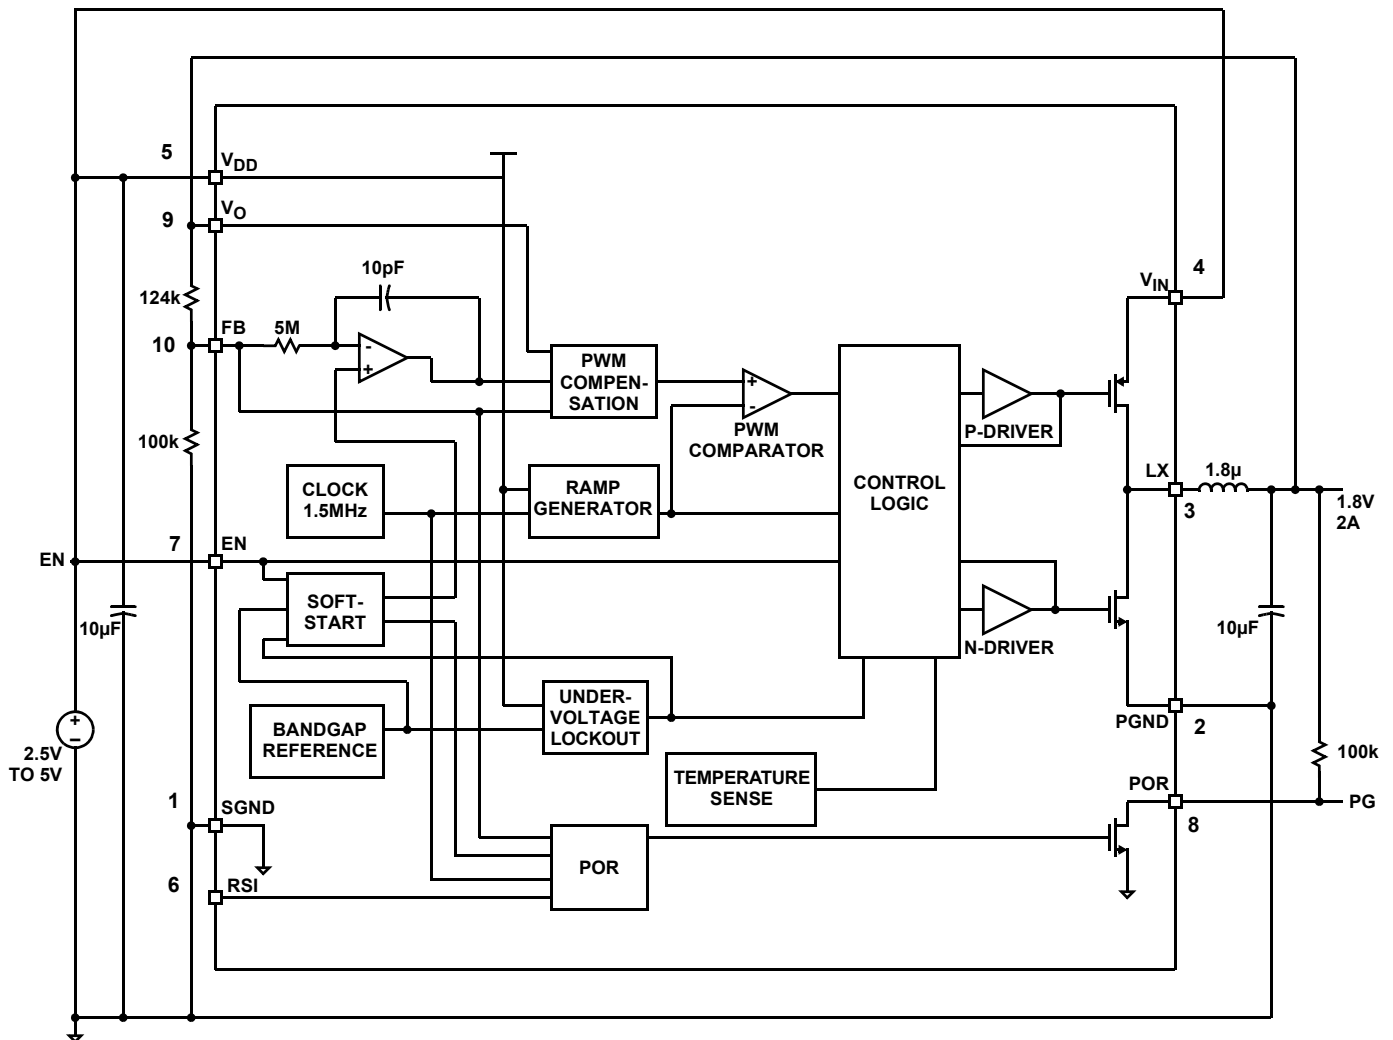 5
VDD
9
VO
4
VIN
10pF
124k
FB
5M
10
PWM
COMPEN-
SATION
+
-
-
+
PWM
COMPARATOR
P-DRIVER
100k
CLOCK
1.5MHz
RAMP
GENERATOR
CONTROL
LOGIC
LX
1.8µ
3
1.8V
2A
7
EN
EN
SOFT-
START
N-DRIVER
10µF
10µF
UNDER-
VOLTAGE
LOCKOUT
BANDGAP
REFERENCE
PGND
2
+
–
2.5V
TO 5V
TEMPERATURE
SENSE
100k
POR
PG
8
1
SGND
POR
6
RSI